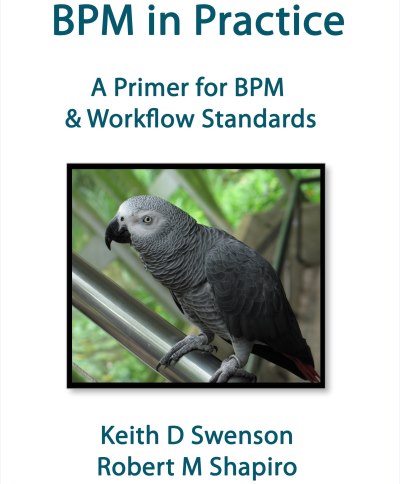 BPM in Practice
A Primer for BPM
& Workflow Standards
Keith D Swenson
Robert M Shapiro